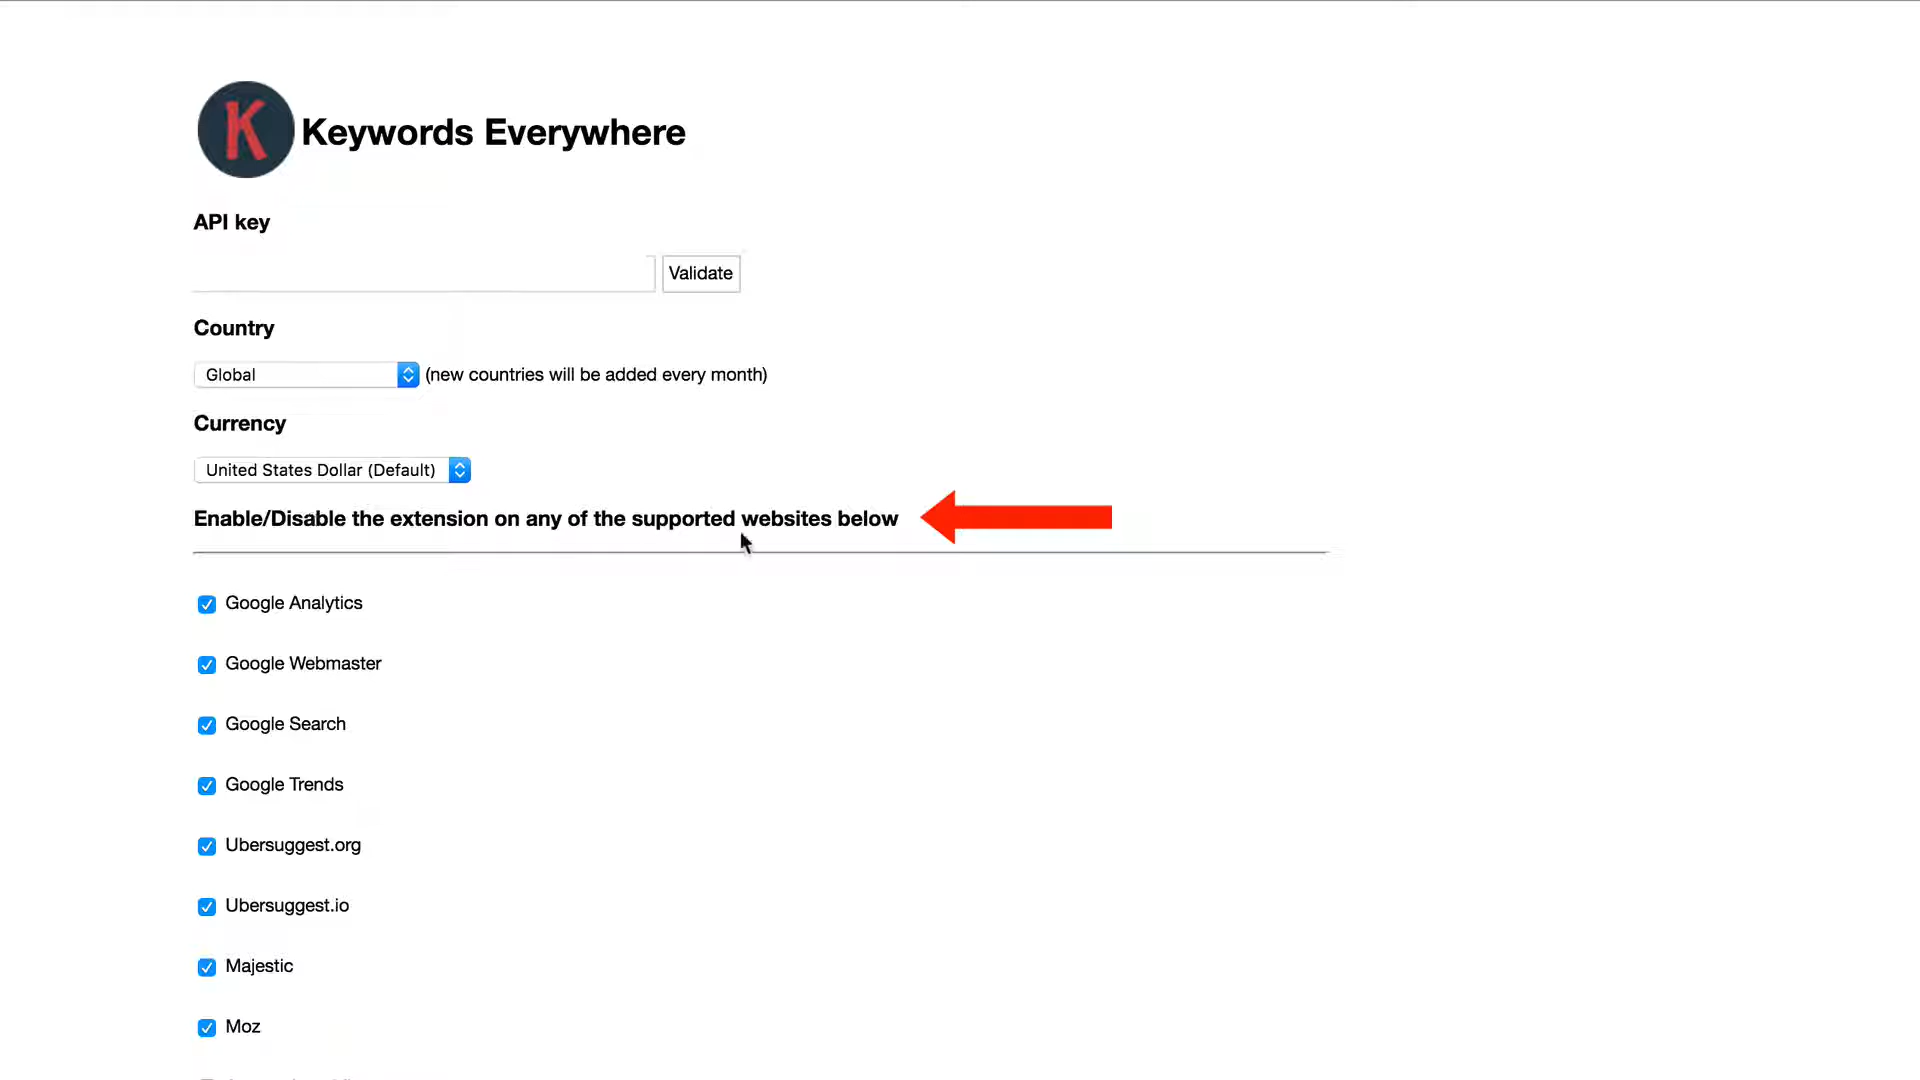 K Keywords Everywhere
API key
Validate
Country
Global (new countries will be added every month)
Currency
United States Dollar (Default)
Enable/Disable the extension on any of the supported websites below
Google Analytics
Google Webmaster
Google Search
Google Trends
Ubersuggest.org
Ubersuggest.io
Majestic
Moz